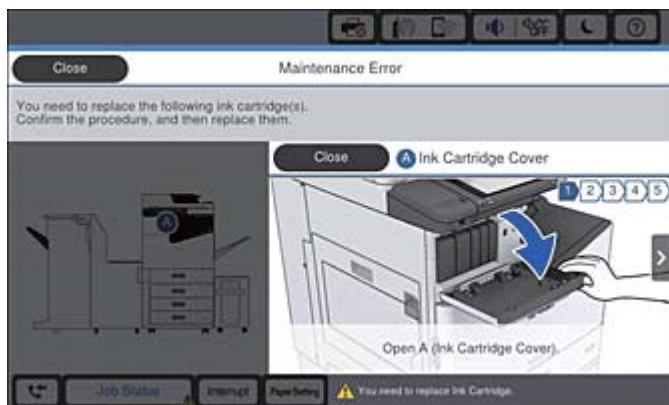 OFF
Close
Maintenance Error
You need to replace the following ink cartridge(s).
Confirm the procedure, and then replace them.
Close
A Ink Cartridge Cover
1 2 3 4 5
A
Open A (Ink Cartridge Cover).
Job Status
Interrupt
Paper Setting
You need to replace Ink Cartridge.